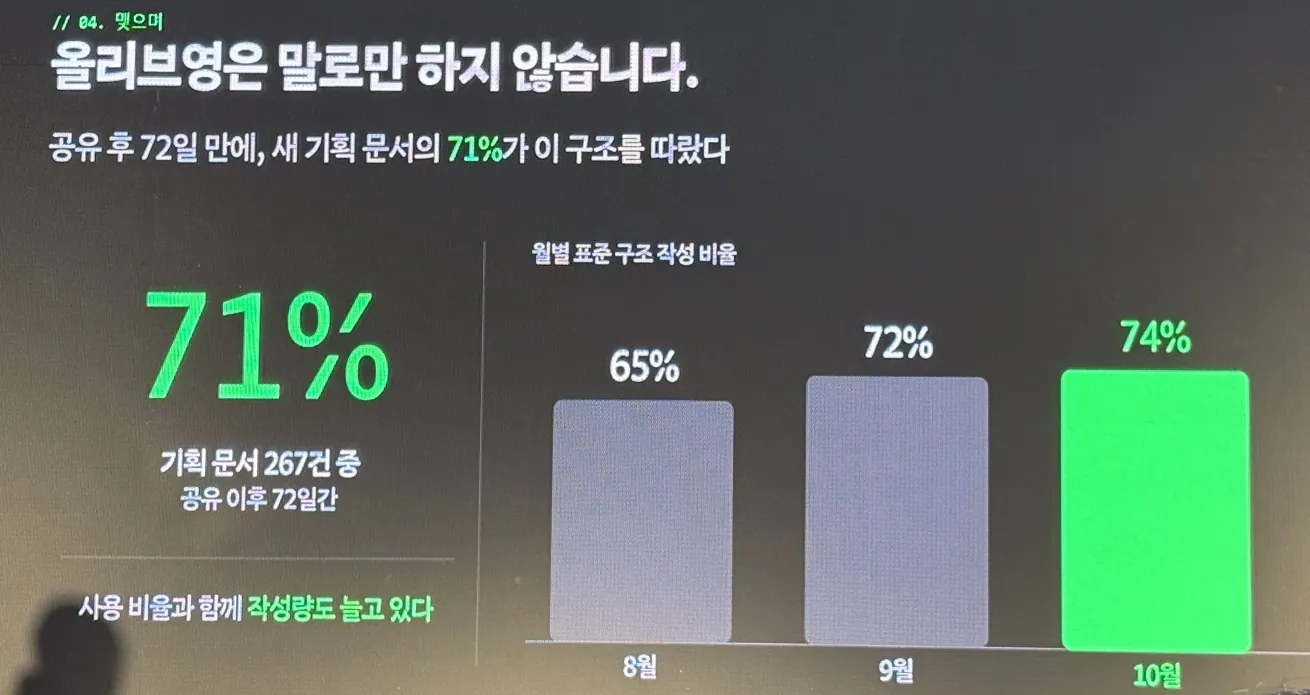 // 04. 맺으며
올리브영은 말로만 하지 않습니다.
공유 후 72일 만에, 새 기획 문서의 71%가 이 구조를 따랐다
71%
기획 문서 267건 중
공유 이후 72일간
사용 비율과 함께 작성량도 늘고 있다
월별 표준 구조 작성 비율
65%
72%
74%
8월
9월
10월